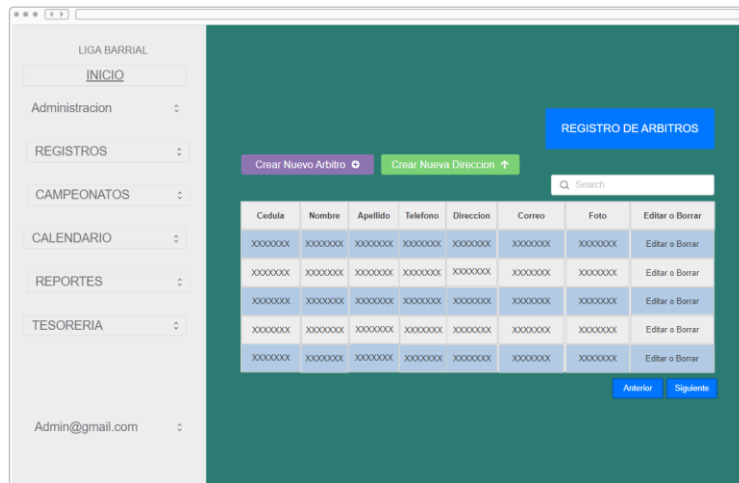 LIGA BARRIAL
INICIO
Administracion
REGISTROS
CAMPEONATOS
CALENDARIO
REPORTES
TESORERIA
Admin@gmail.com
REGISTRO DE ARBITROS
Crear Nuevo Arbitro
Crear Nueva Direccion
Search
Cedula Nombre Apellido Telefono Direccion Correo Foto Editar o Borrar
XXXXXXX XXXXXXX XXXXXXX XXXXXXX XXXXXXX XXXXXXX XXXXXXX Editar o Borrar
XXXXXXX XXXXXXX XXXXXXX XXXXXXX XXXXXXX XXXXXXX XXXXXXX Editar o Borrar
XXXXXXX XXXXXXX XXXXXXX XXXXXXX XXXXXXX XXXXXXX XXXXXXX Editar o Borrar
XXXXXXX XXXXXXX XXXXXXX XXXXXXX XXXXXXX XXXXXXX XXXXXXX Editar o Borrar
XXXXXXX XXXXXXX XXXXXXX XXXXXXX XXXXXXX XXXXXXX XXXXXXX Editar o Borrar
Anterior Siguiente